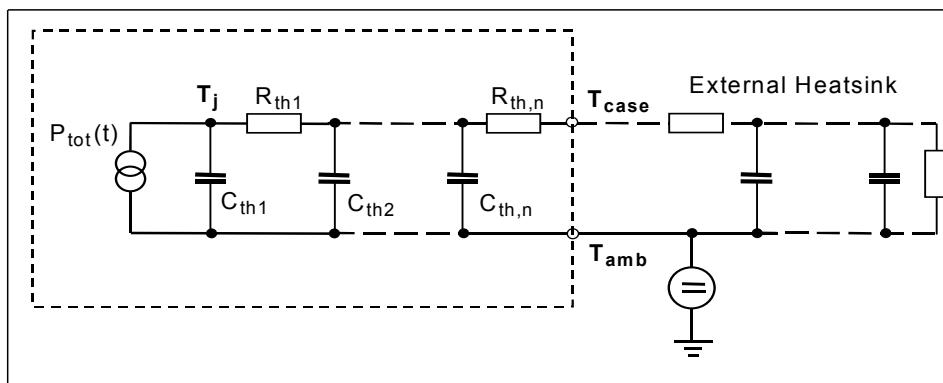 External Heatsink
T_j
R_th1
R_th,n
T_case
P_tot(t)
C_th1
C_th2
C_th,n
T_amb